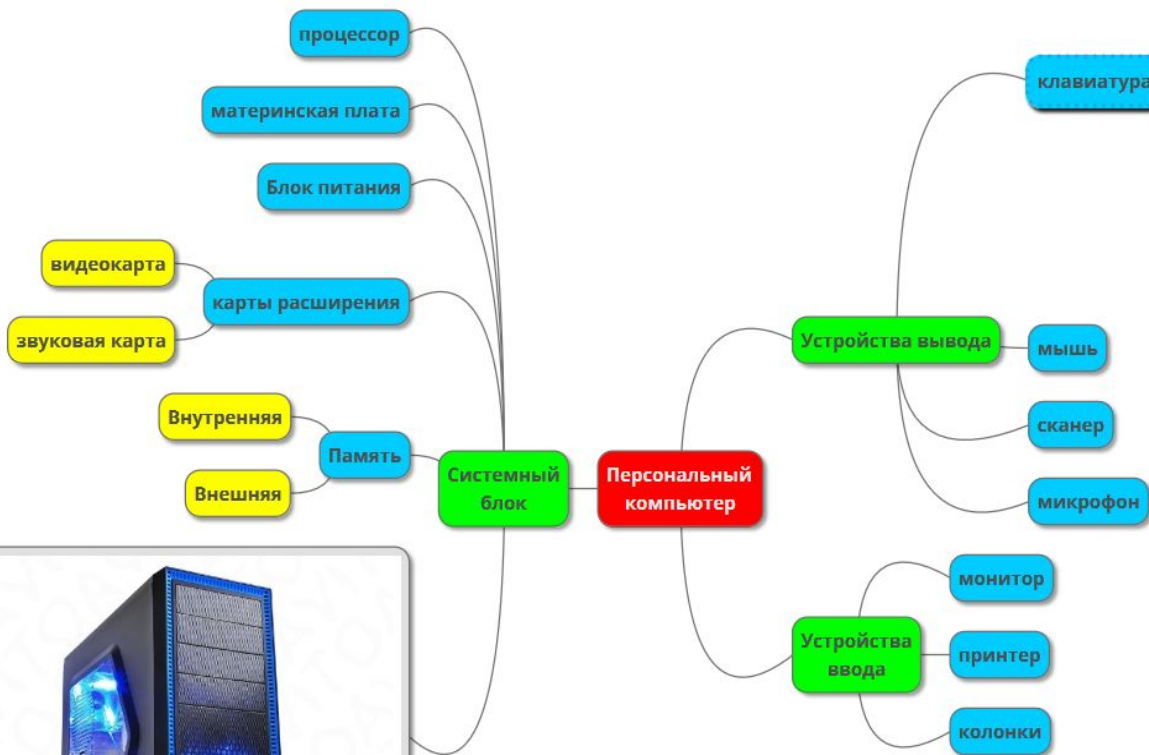 процессор
материнская плата
Блок питания
видеокарта
карты расширения
звуковая карта
Внутренняя
Память
Внешняя
Системный
блок
Персональный
компьютер
Устройства вывода
клавиатура
мышь
сканер
микрофон
Устройства
ввода
монитор
принтер
колонки